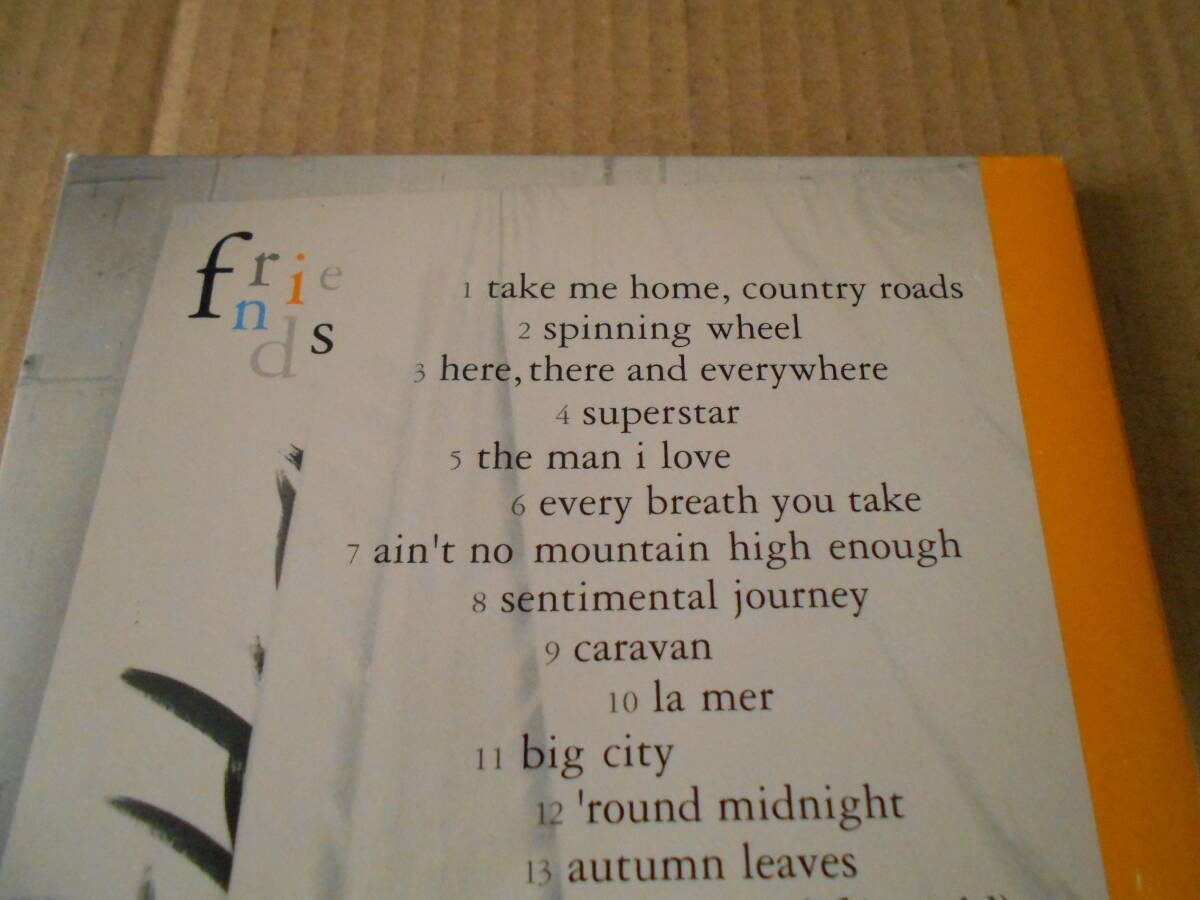 friends
1 take me home, country roads
2 spinning wheel
3 here, there and everywhere
4 superstar
5 the man i love
6 every breath you take
7 ain't no mountain high enough
8 sentimental journey
9 caravan
10 la mer
11 big city
12 'round midnight
13 autumn leaves